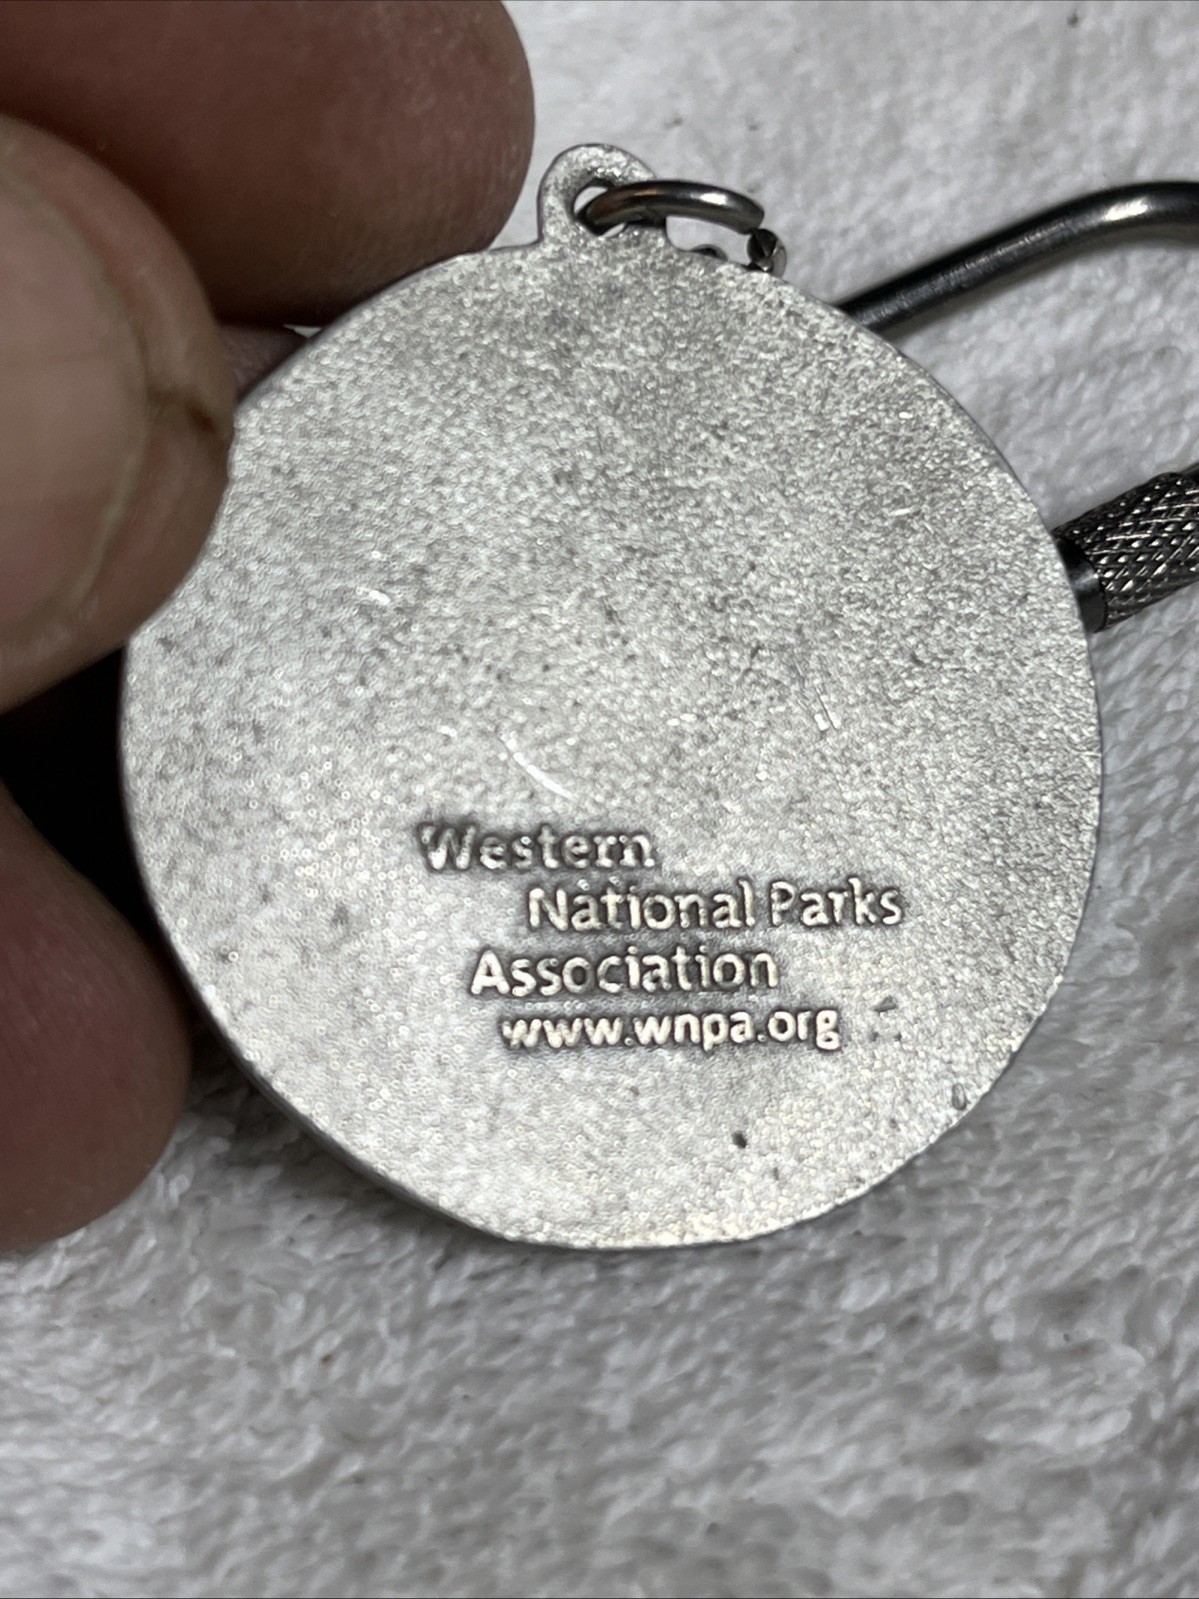 Western
National Parks
Association
www.wnpa.org